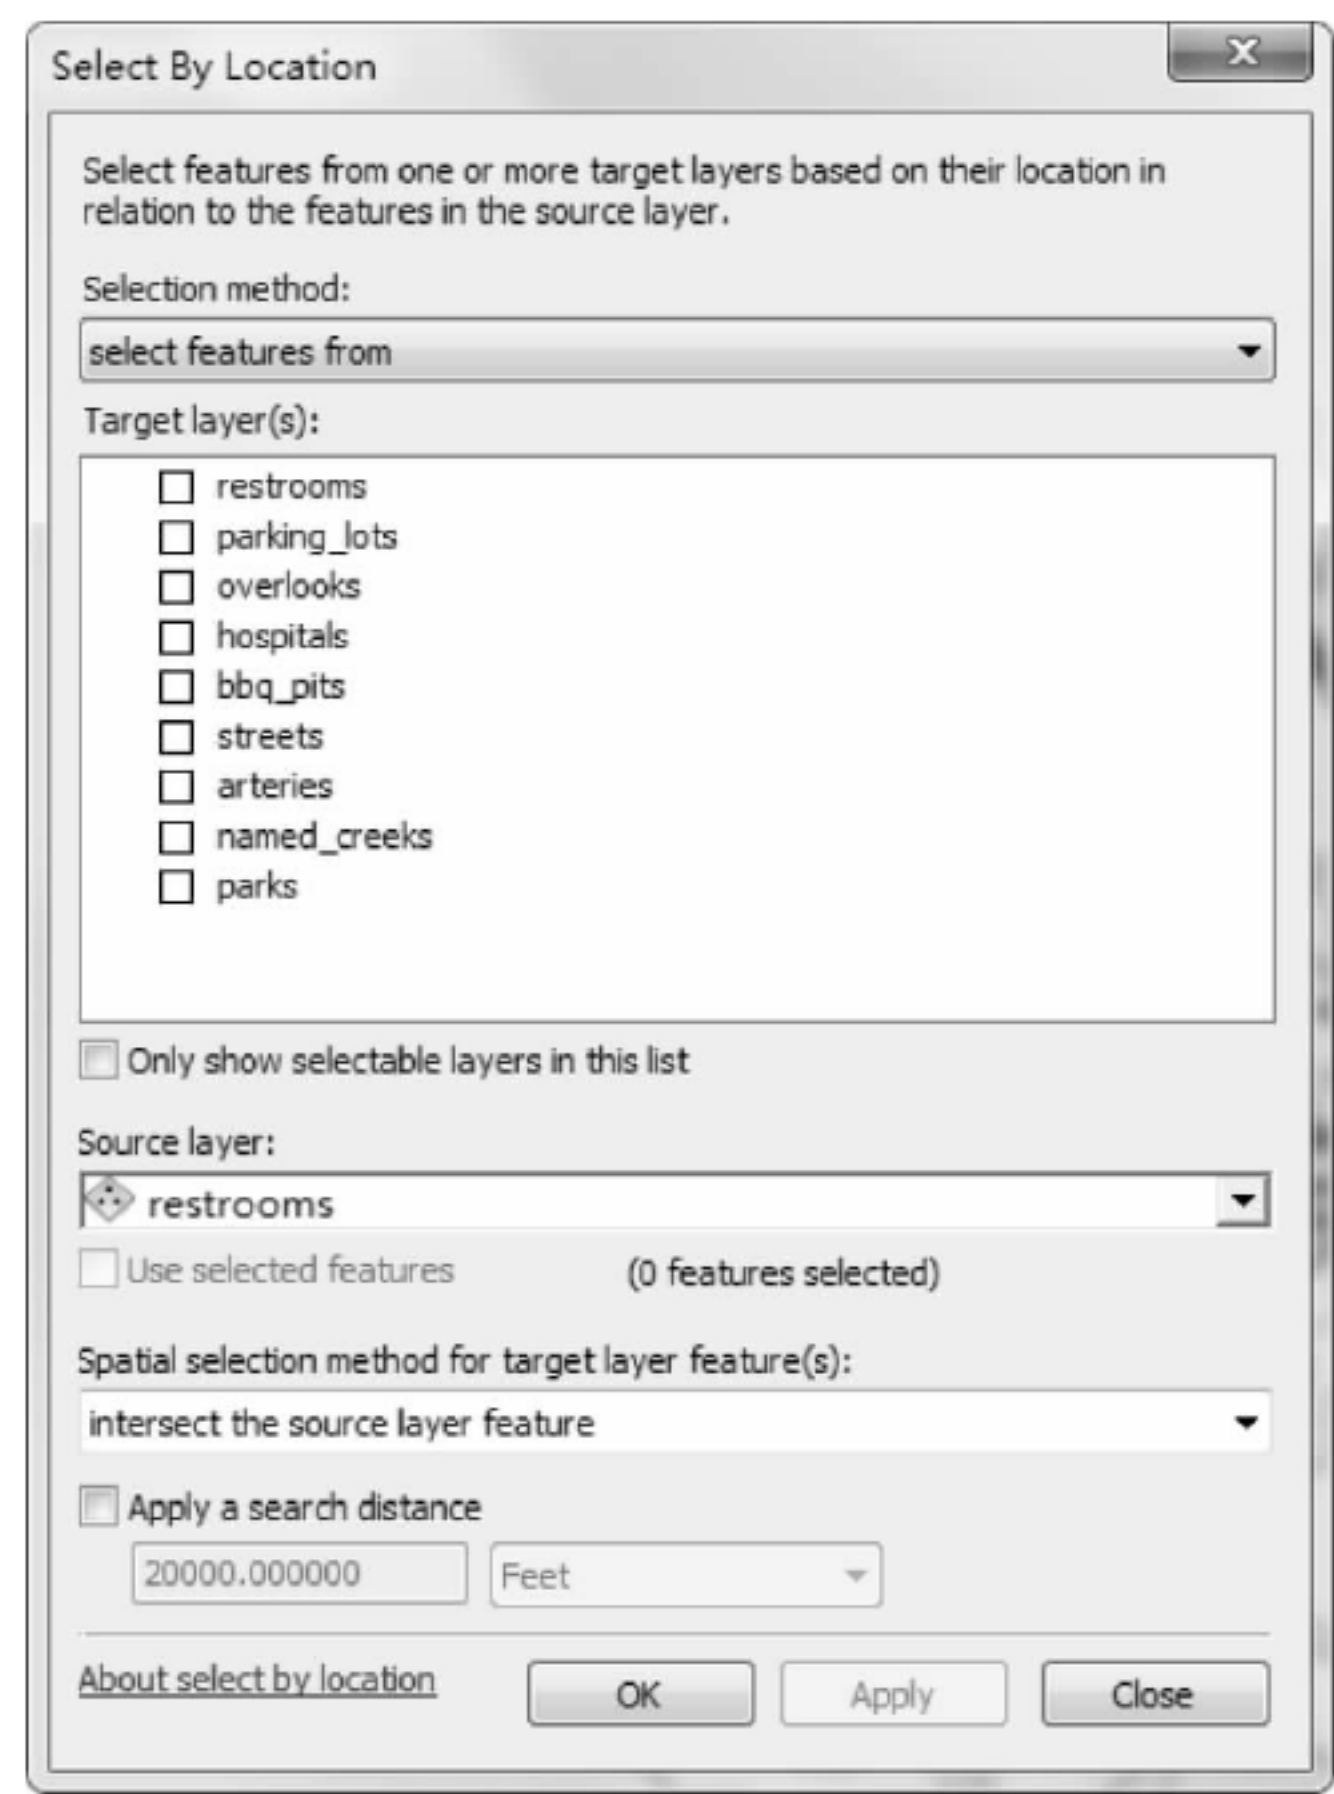 Select By Location
X
Select features from one or more target layers based on their location in
relation to the features in the source layer.
Selection method:
select features from
Target layer(s):
restrooms
parking_lots
overlooks
hospitals
bbq_pits
streets
arteries
named_creeks
parks
Only show selectable layers in this list
Source layer:
restrooms
Use selected features (0 features selected)
Spatial selection method for target layer feature(s):
intersect the source layer feature
Apply a search distance
20000.000000 Feet
About select by location OK Apply Close